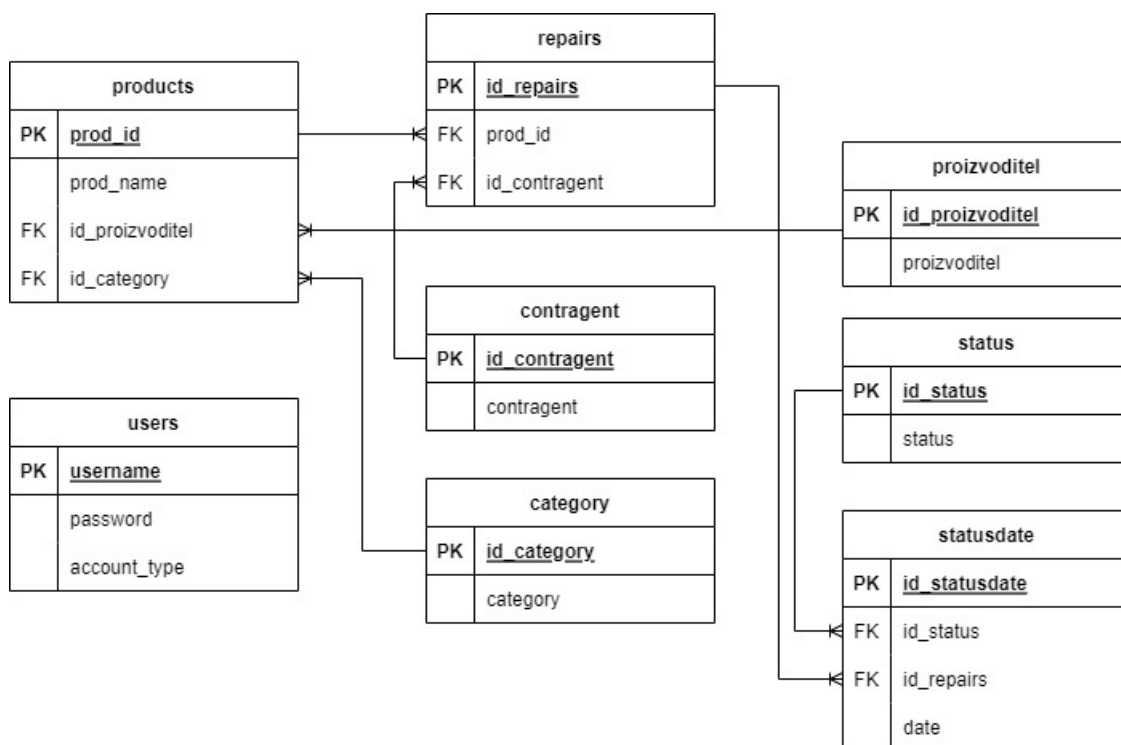 products
PK prod_id
prod_name
FK id_proizvoditel
FK id_category
users
PK username
password
account_type
repairs
PK id_repairs
FK prod_id
FK id_contragent
contragent
PK id_contragent
contragent
category
PK id_category
category
proizvoditel
PK id_proizvoditel
proizvoditel
status
PK id_status
status
statusdate
PK id_statusdate
FK id_status
FK id_repairs
date